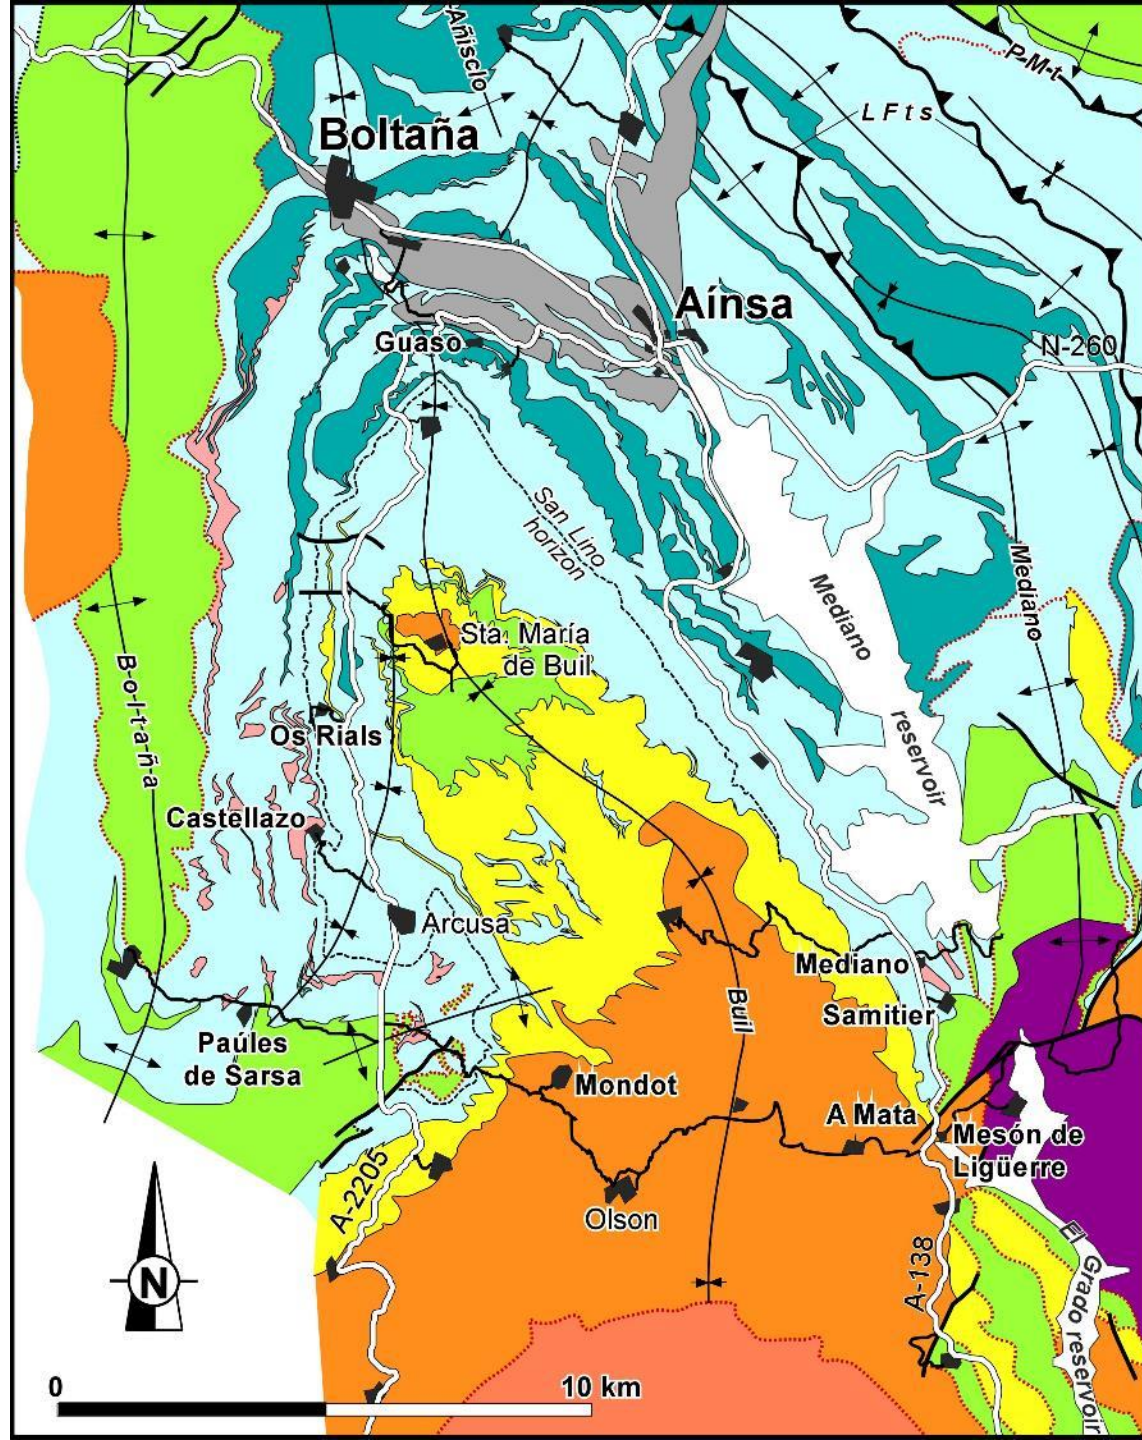 -Añisclo
P-M-t
L F t s
Boltaña
Aínsa
Guaso
N-260
San Lino
horizon
Mediano
Mediano
reservoir
Sta. María
de Buil
B-o-l-t-a-ñ-a
Os Rials
Castellazo
Arcusa
Mediano
Buil
Samitier
Paúles
de Sarsa
Mondot
A Mata
Mesón de
Ligüerre
A-2205
Olson
A-138
El Grado reservoir
N
0
10 km